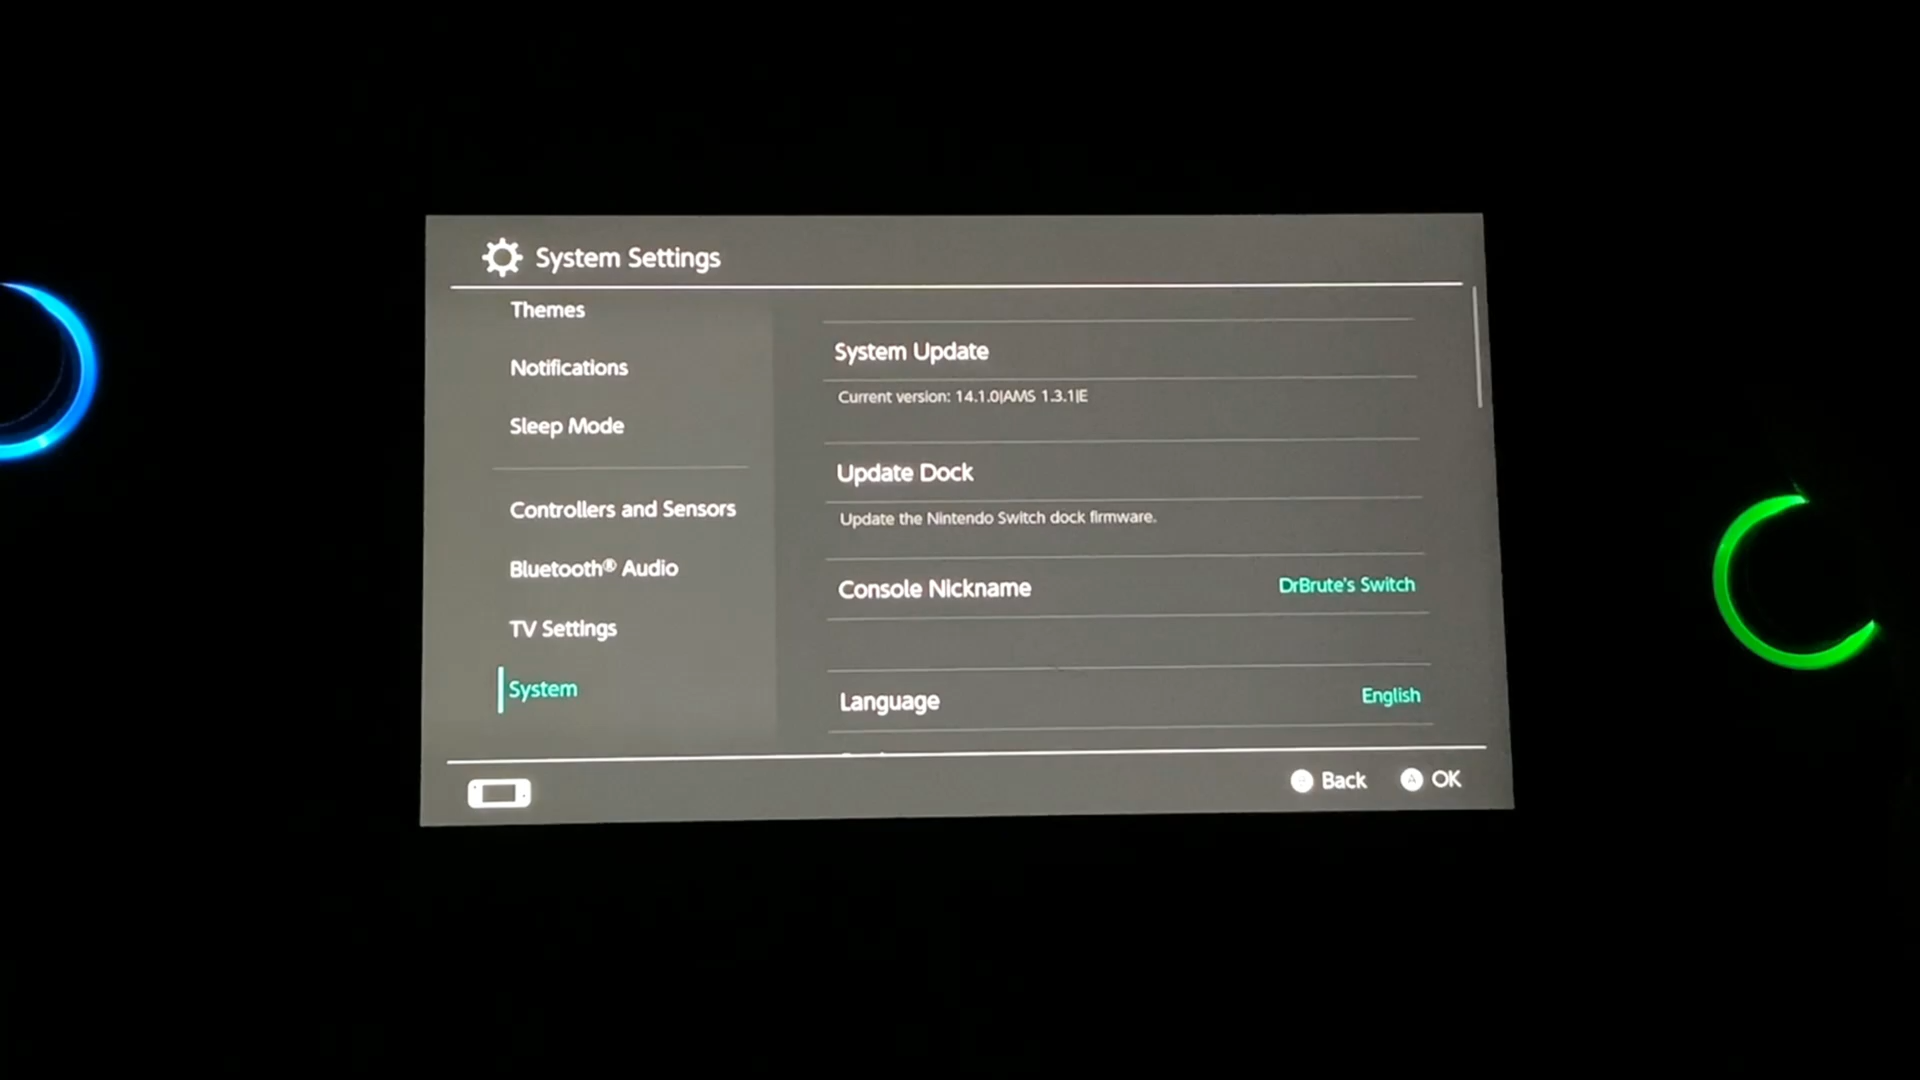 System Settings
Themes
Notifications
Sleep Mode
Controllers and Sensors
Bluetooth® Audio
TV Settings
System
System Update
Current version: 14.1.0|AMS 1.3.1|E
Update Dock
Update the Nintendo Switch dock firmware.
Console Nickname DrBrute's Switch
Language English
Back A OK